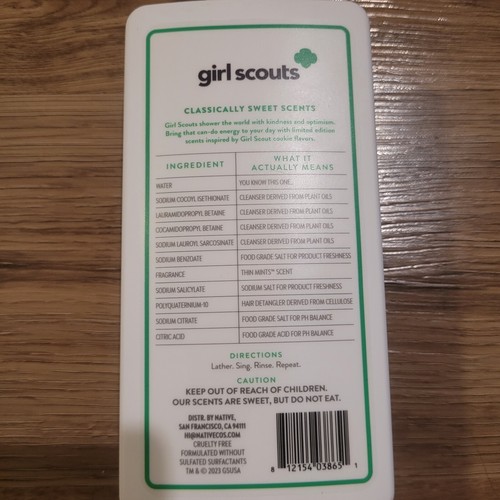 girl scouts
CLASSICALLY SWEET SCENTS
Girl Scouts shower the world with kindness and optimism.
Bring that can-do energy to your day with limited edition
scents inspired by Girl Scout cookie flavors.
INGREDIENT WHAT IT
ACTUALLY MEANS
WATER YOU KNOW THIS ONE...
SODIUM COCOYL ISETHIONATE CLEANSER DERIVED FROM PLANT OILS
LAURAMIDOPROPYL BETAINE CLEANSER DERIVED FROM PLANT OILS
COCAMIDOPROPYL BETAINE CLEANSER DERIVED FROM PLANT OILS
SODIUM LAUROYL SARCOSINATE CLEANSER DERIVED FROM PLANT OILS
SODIUM BENZOATE FOOD GRADE SALT FOR PRODUCT FRESHNESS
FRAGRANCE THIN MINTS™ SCENT
SODIUM SALICYLATE SODIUM SALT FOR PRODUCT FRESHNESS
POLYQUATERNIUM-10 HAIR DETANGLER DERIVED FROM CELLULOSE
SODIUM CITRATE FOOD GRADE SALT FOR PH BALANCE
CITRIC ACID FOOD GRADE ACID FOR PH BALANCE
DIRECTIONS
Lather. Sing. Rinse. Repeat.
CAUTION
KEEP OUT OF REACH OF CHILDREN.
OUR SCENTS ARE SWEET, BUT DO NOT EAT.
DISTR. BY NATIVE,
SAN FRANCISCO, CA 94111
HI@NATIVECOS.COM
CRUELTY FREE
FORMULATED WITHOUT
SULFATED SURFACTANTS
TM & © 2023 GSUSA
8 12154 03865 1